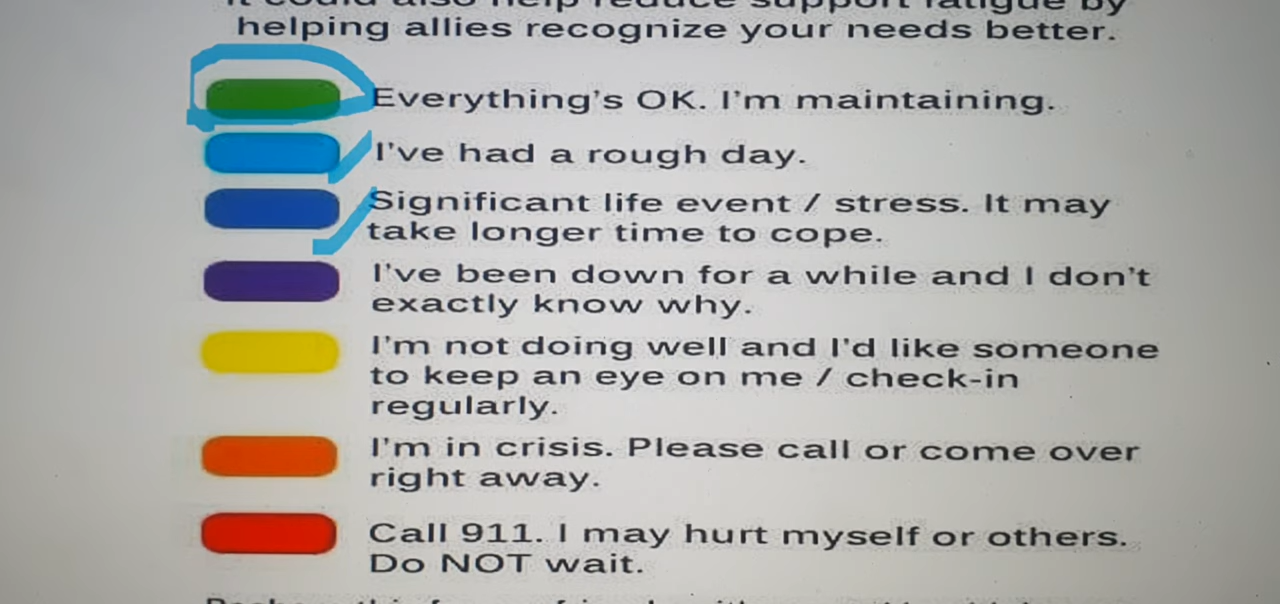 helping allies recognize your needs better.
Everything's OK. I'm maintaining.
I've had a rough day.
Significant life event / stress. It may
take longer time to cope.
I've been down for a while and I don't
exactly know why.
I'm not doing well and I'd like someone
to keep an eye on me / check-in
regularly.
I'm in crisis. Please call or come over
right away.
Call 911. I may hurt myself or others.
Do NOT wait.